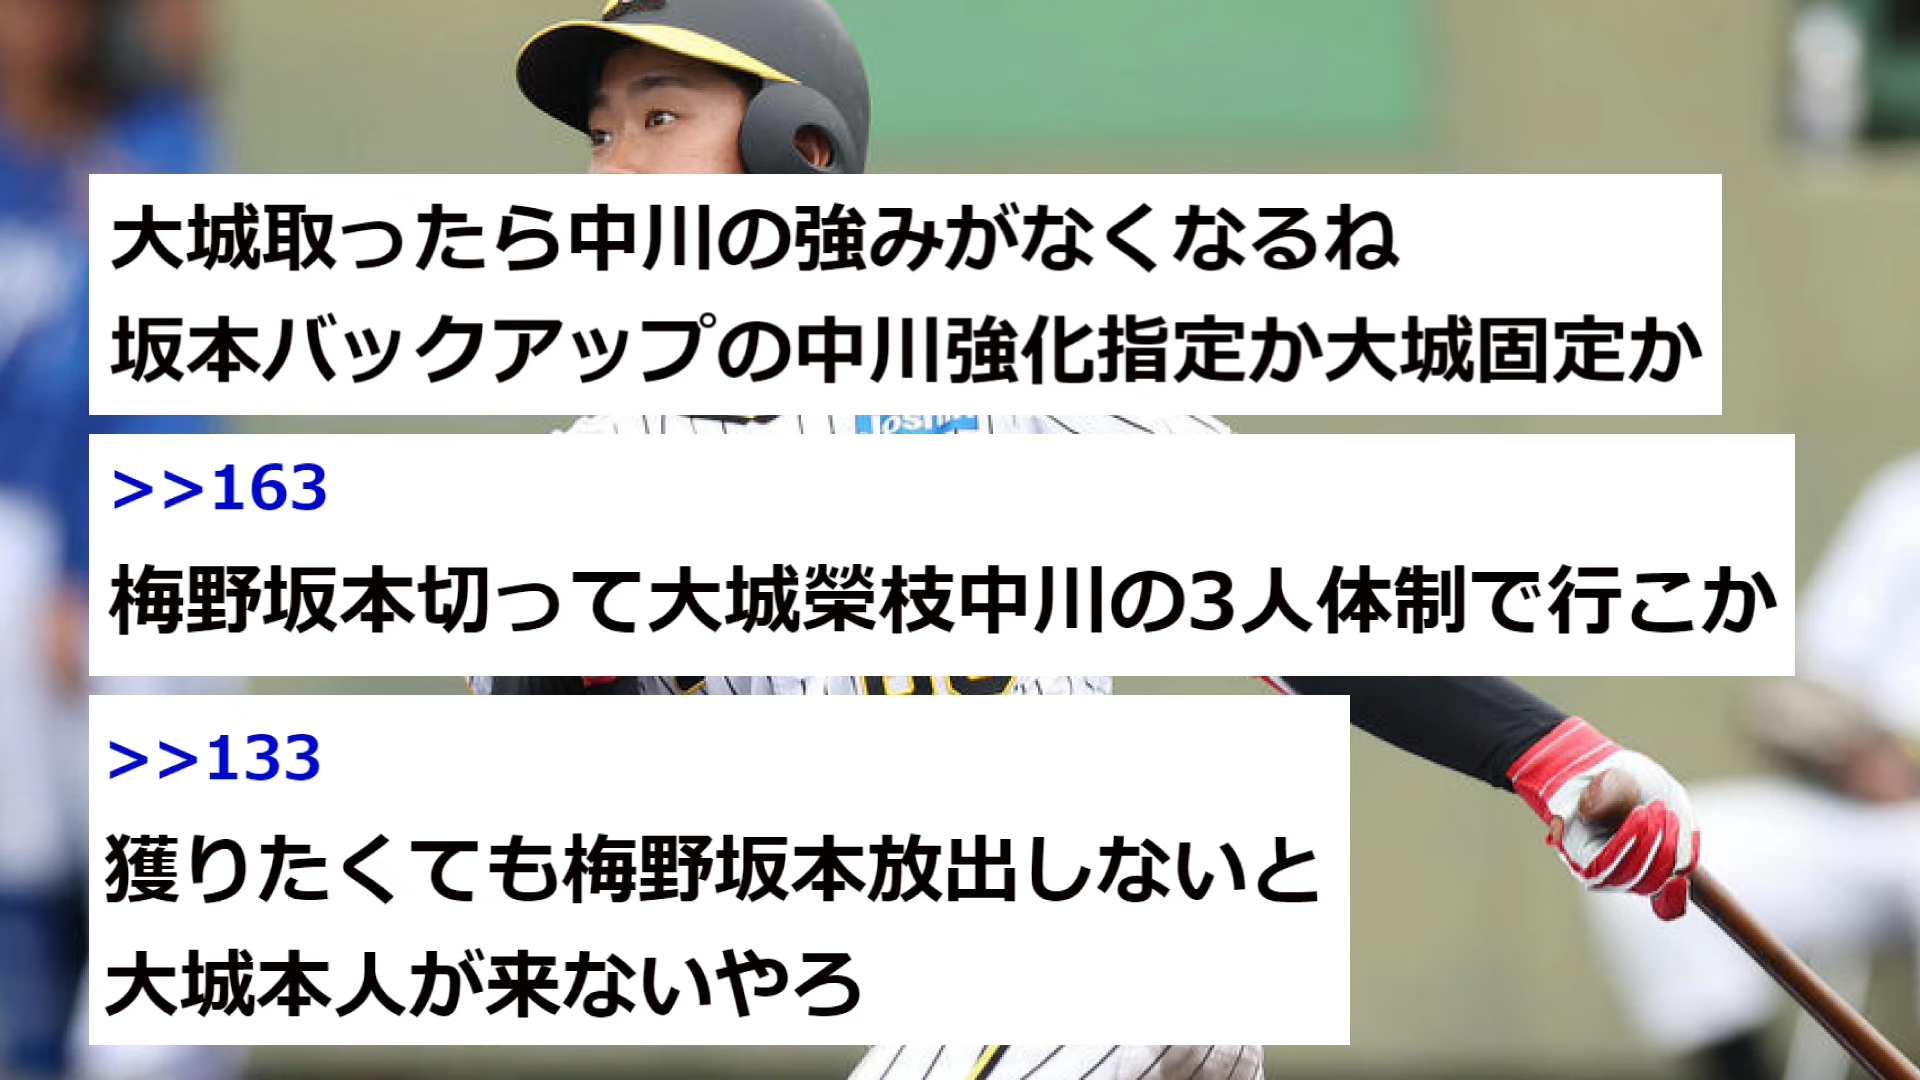 大城取ったら中川の強みがなくなるね
坂本バックアップの中川強化指定か大城固定か
>>163
梅野坂本切って大城榮枝中川の3人体制で行こか
>>133
獲りたくても梅野坂本放出しないと
大城本人が来ないやろ